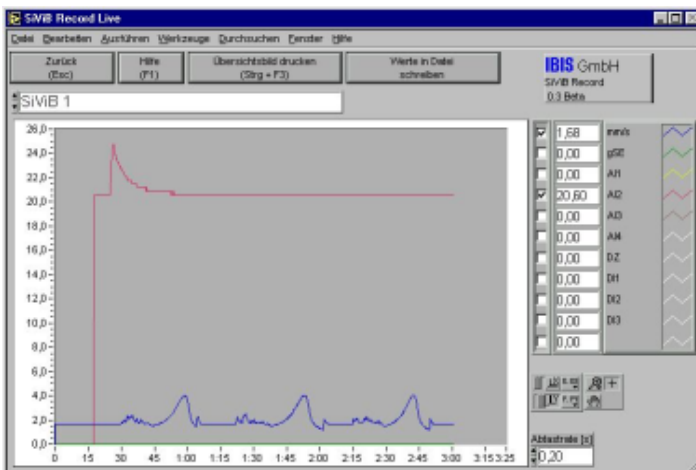 SiViB Record Live
Datei Bearbeiten Ausführen Werkzeuge Durchsuchen Fenster Hilfe
Zurück
(Esc)
Hilfe
(F1)
Übersichtsbild drucken
(Strg + F3)
Werte in Datei
schreiben
IBIS GmbH
SiViB Record
0.3 Beta
SiViB 1
26,0
24,0
22,0
20,0
18,0
16,0
14,0
12,0
10,0
8,0
6,0
4,0
2,0
0,0
0 15 30 45 1:00 1:15 1:30 1:45 2:00 2:15 2:30 2:45 3:00 3:15 3:25
1,68 mm/s
0,00 gSE
0,00 AI1
20,60 AI2
0,00 AI3
0,00 AI4
0,00 DZ
0,00 DI1
0,00 DI2
0,00 DI3
0,00
Abtastrate [s]
0,20